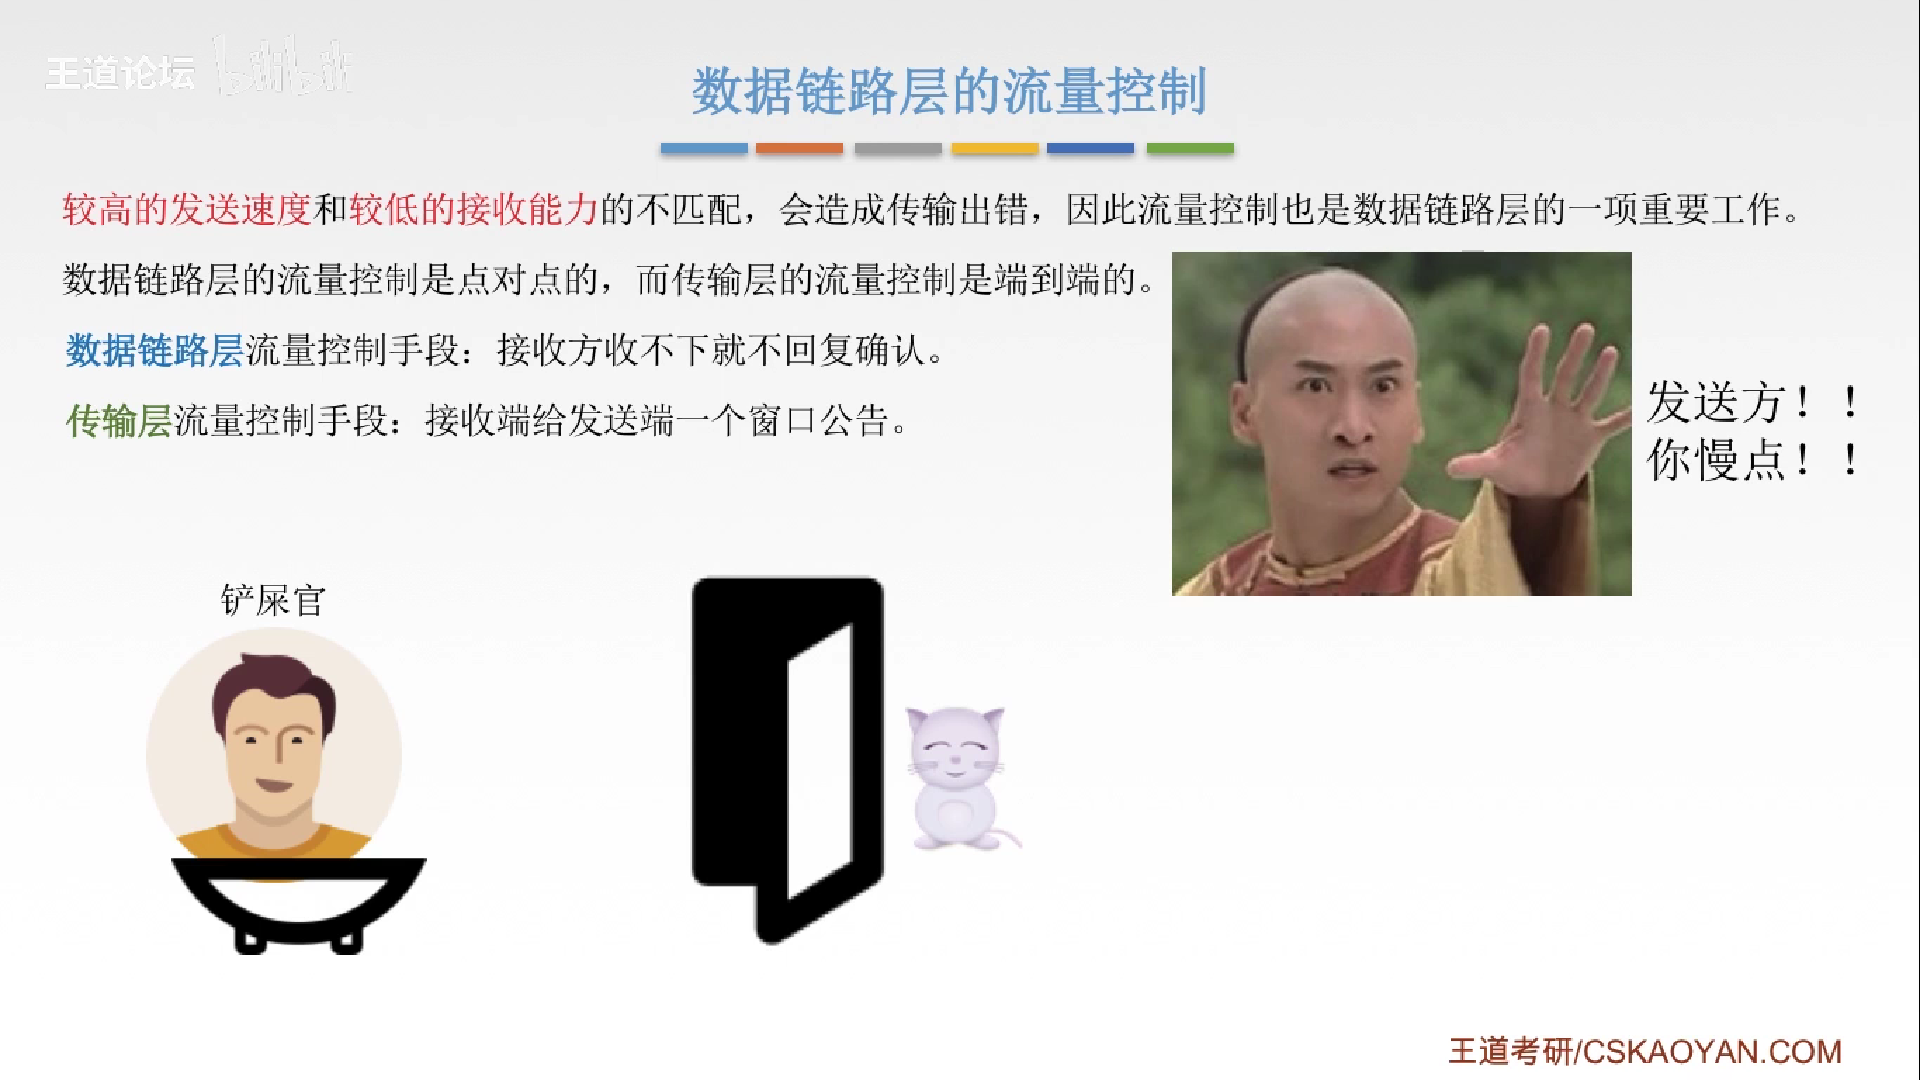 王道论坛 bilibili
数据链路层的流量控制
较高的发送速度和较低的接收能力的不匹配，会造成传输出错，因此流量控制也是数据链路层的一项重要工作。
数据链路层的流量控制是点对点的，而传输层的流量控制是端到端的。
数据链路层流量控制手段：接收方收不下就不回复确认。
传输层流量控制手段：接收端给发送端一个窗口公告。
发送方！！
你慢点！！
铲屎官
王道考研/CSKAOYAN.COM